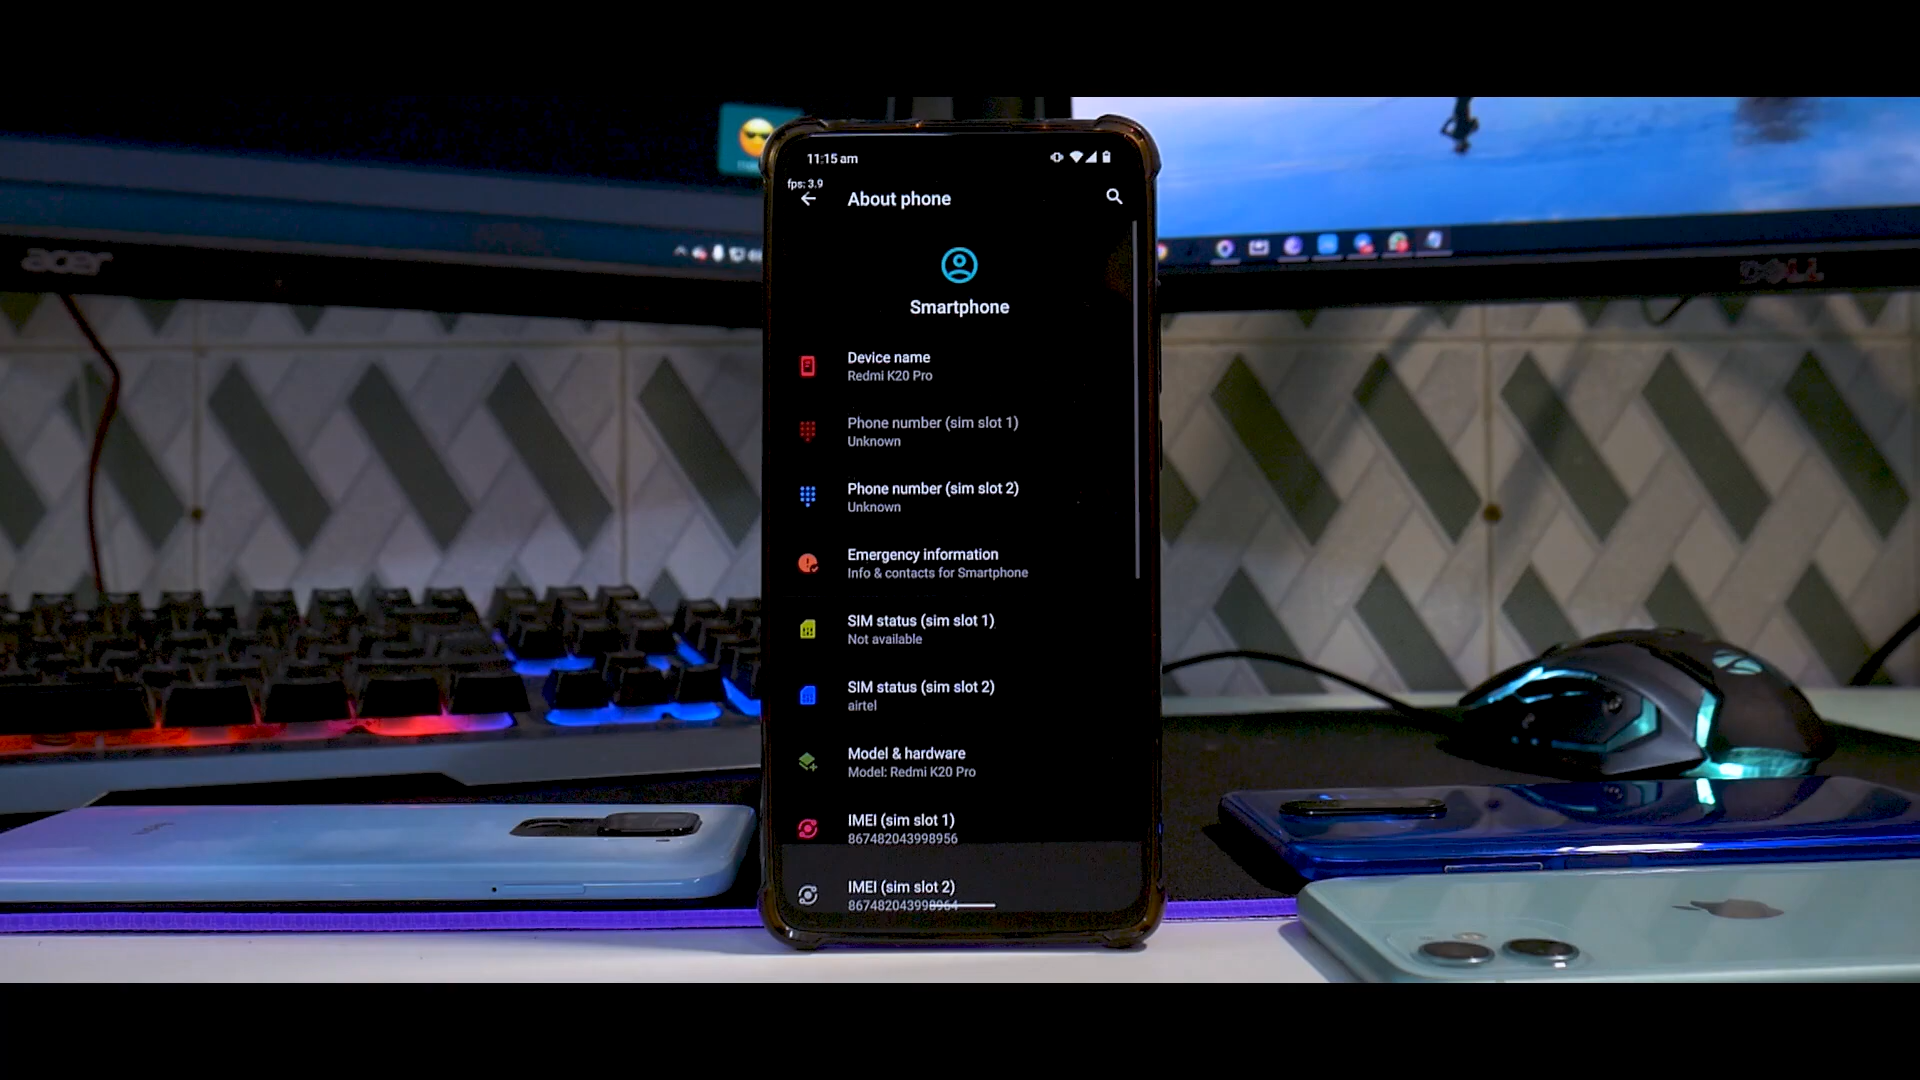 acer
DELL
11:15 am
fps: 3.9
About phone
Smartphone
Device name
Redmi K20 Pro
Phone number (sim slot 1)
Unknown
Phone number (sim slot 2)
Unknown
Emergency information
Info & contacts for Smartphone
SIM status (sim slot 1)
Not available
SIM status (sim slot 2)
airtel
Model & hardware
Model: Redmi K20 Pro
IMEI (sim slot 1)
867482043998956
IMEI (sim slot 2)
867482043998964